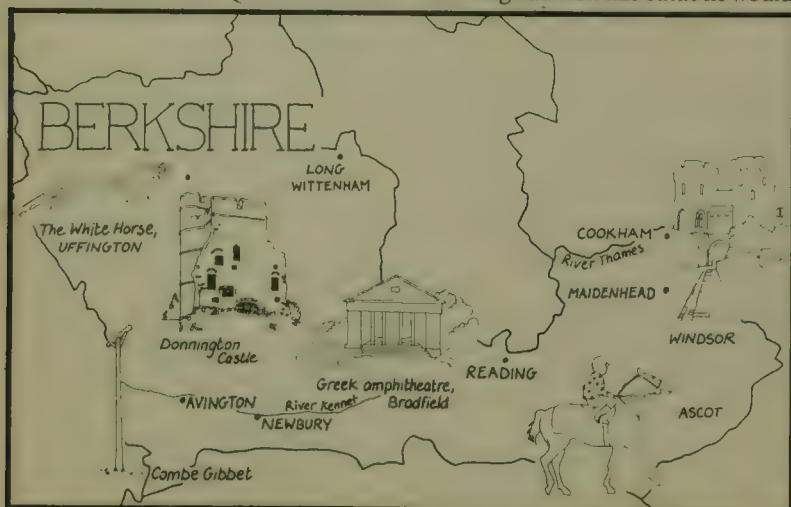 BERKSHIRE
LONG
WITTENHAM
The White Horse,
UFFINGTON
COOKHAM
River Thames
MAIDENHEAD
WINDSOR
Donnington
Castle
Greek amphitheatre,
Bradfield
READING
ASCOT
AVINGTON
River Kennet
NEWBURY
Combe Gibbet